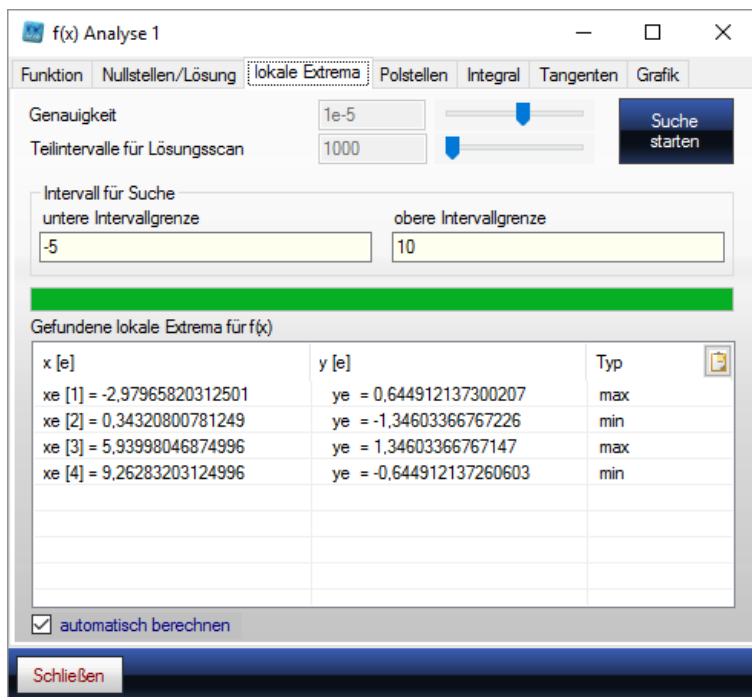 f(x) Analyse 1
Funktion Nullstellen/Lösung lokale Extrema Polstellen Integral Tangenten Grafik
Genauigkeit 1e-5
Suche starten
Teilintervalle für Lösungsscan 1000
Intervall für Suche
untere Intervallgrenze obere Intervallgrenze
-5 10
Gefundene lokale Extrema für f(x)
x [e] y [e] Typ
xe [1] = -2,97965820312501 ye = 0,644912137300207 max
xe [2] = 0,34320800781249 ye = -1,34603366767226 min
xe [3] = 5,93998046874996 ye = 1,34603366767147 max
xe [4] = 9,26283203124996 ye = -0,644912137260603 min
automatisch berechnen
Schließen